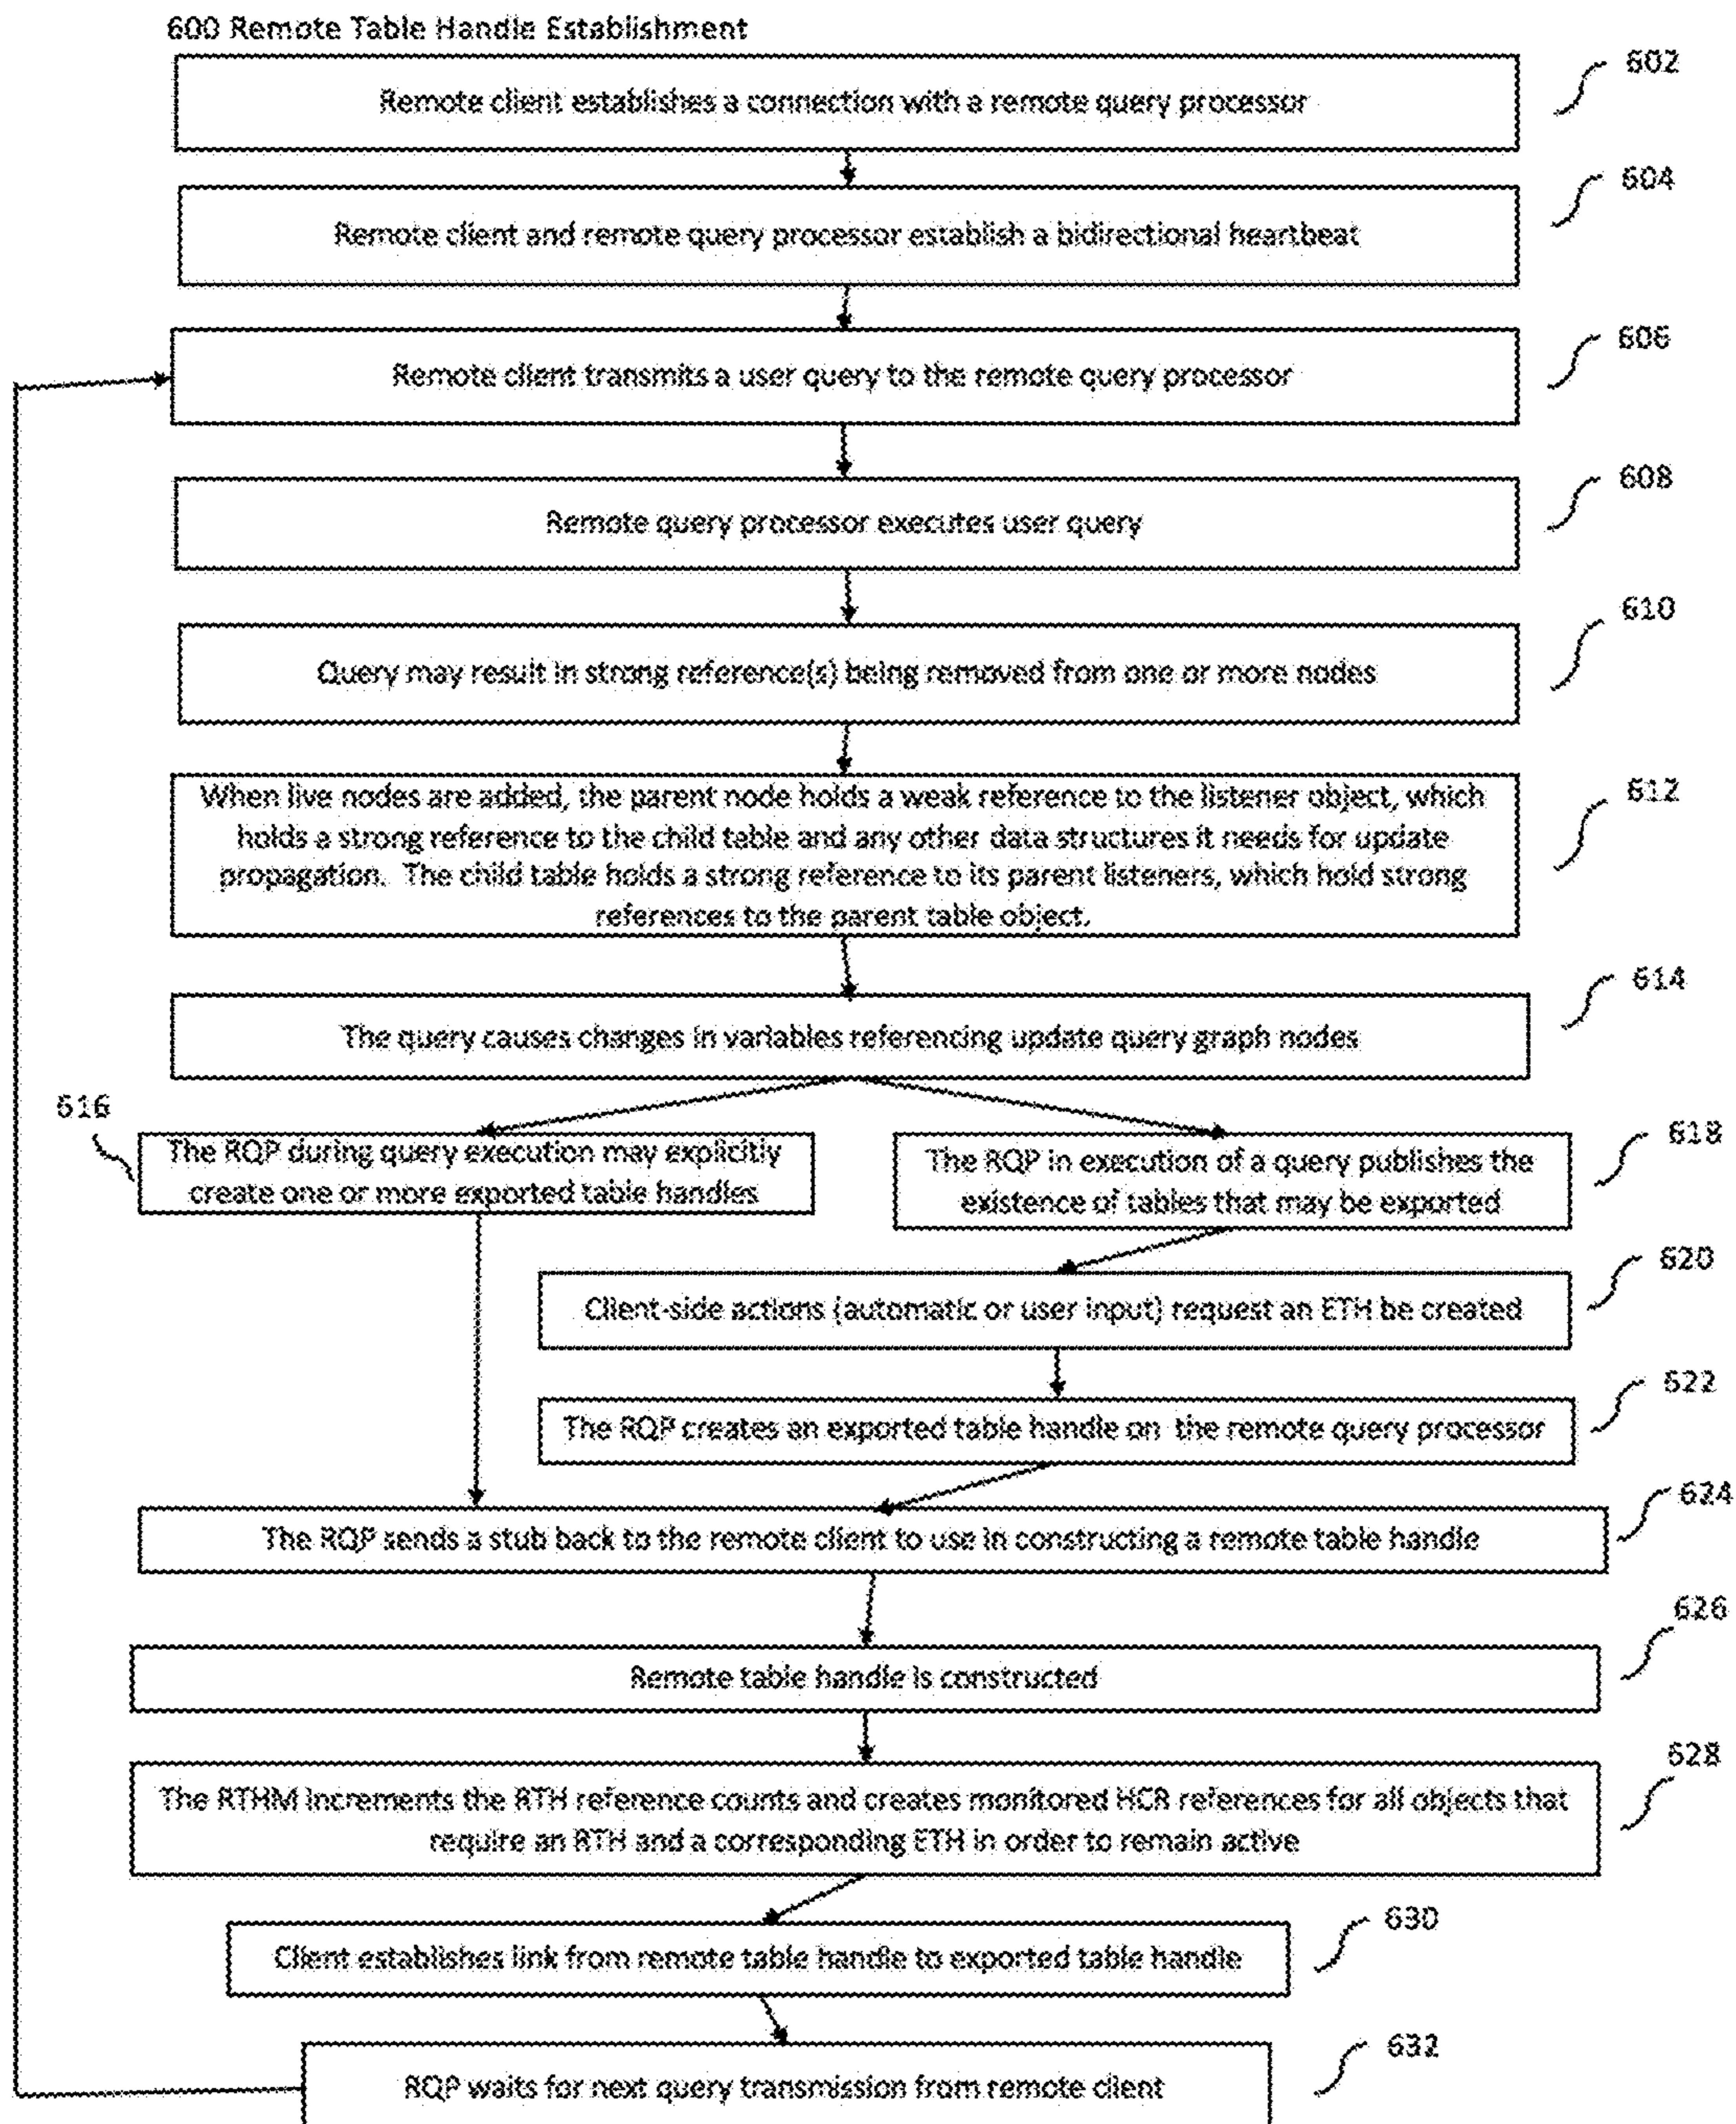 600 Remote Table Handle Establishment
602
Remote client establishes a connection with a remote query processor
604
Remote client and remote query processor establish a bidirectional heartbeat
606
Remote client transmits a user query to the remote query processor
608
Remote query processor executes user query
610
Query may result in strong reference(s) being removed from one or more nodes
612
When live nodes are added, the parent node holds a weak reference to the listener object, which
holds a strong reference to the child table and any other data structures it needs for update
propagation. The child table holds a strong reference to its parent listeners, which hold strong
references to the parent table object.
614
The query causes changes in variables referencing update query graph nodes
616
The RQP during query execution may explicitly
create one or more exported table handles
618
The RQP in execution of a query publishes the
existence of tables that may be exported
620
Client-side actions (automatic or user input) request an ETH be created
622
The RQP creates an exported table handle on the remote query processor
624
The RQP sends a stub back to the remote client to use in constructing a remote table handle
626
Remote table handle is constructed
628
The RTHM increments the RTH reference counts and creates monitored HCR references for all objects that
require an RTH and a corresponding ETH in order to remain active
630
Client establishes link from remote table handle to exported table handle
632
RQP waits for next query transmission from remote client